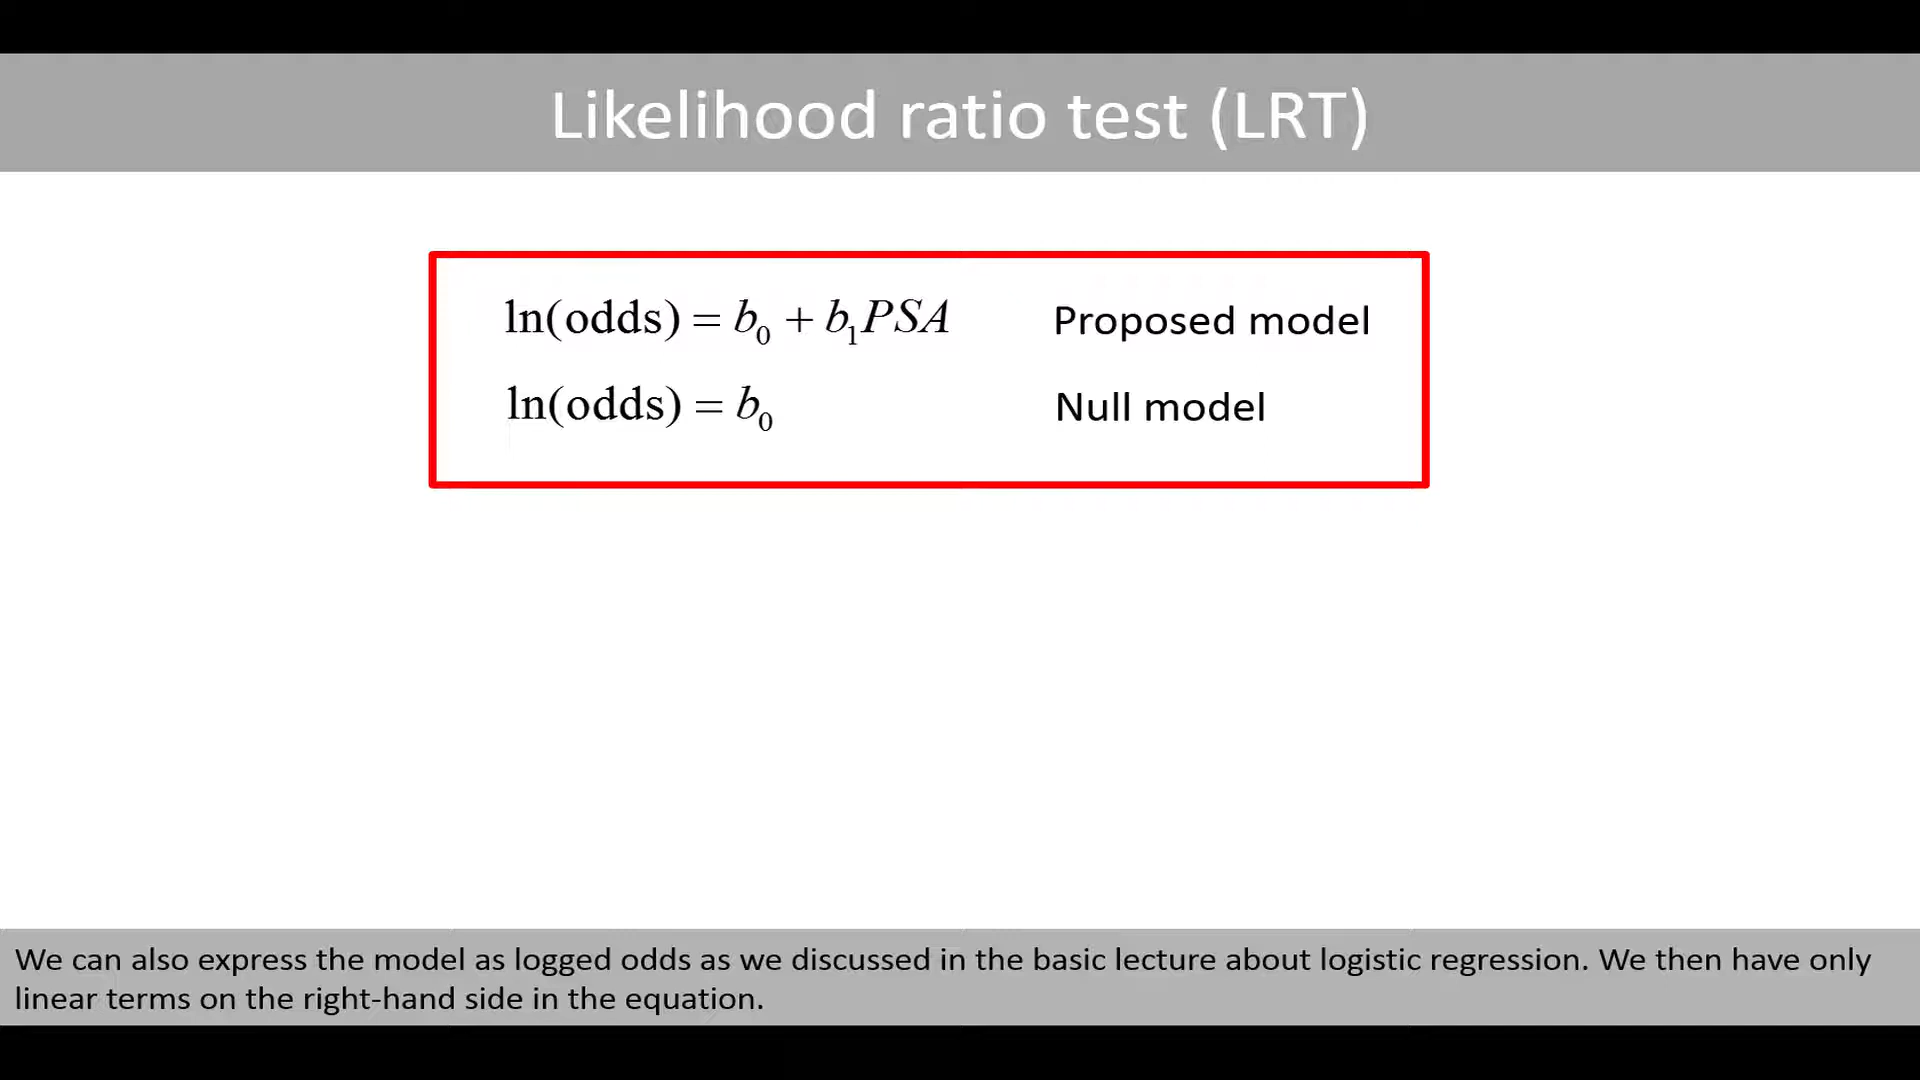 Likelihood ratio test (LRT)
ln(odds) = b₀ + b₁PSA Proposed model
ln(odds) = b₀ Null model
We can also express the model as logged odds as we discussed in the basic lecture about logistic regression. We then have only
linear terms on the right-hand side in the equation.